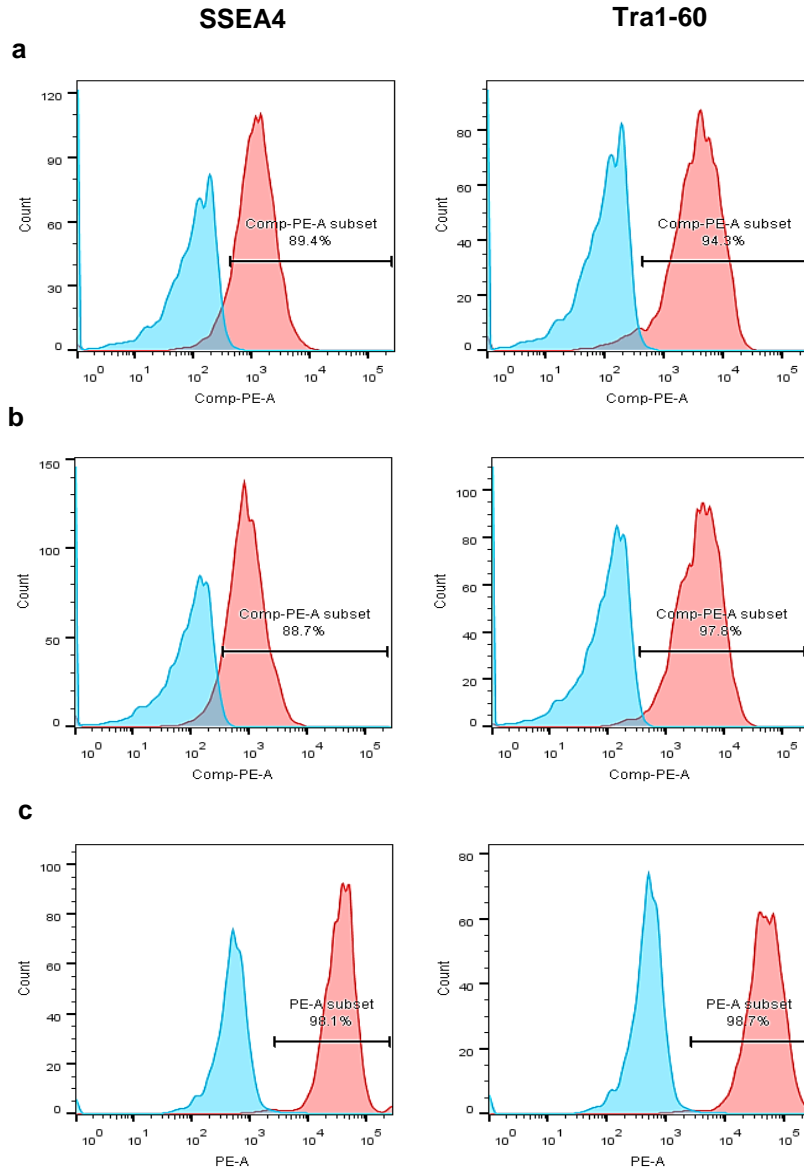 SSEA4
Tra1-60
a
120
90
60
30
0
Count
Comp-PE-A subset
89.4%
10^0 10^1 10^2 10^3 10^4 10^5
Comp-PE-A
80
60
40
20
0
Count
Comp-PE-A subset
94.3%
10^0 10^1 10^2 10^3 10^4 10^5
Comp-PE-A
b
150
100
50
0
Count
Comp-PE-A subset
88.7%
10^0 10^1 10^2 10^3 10^4 10^5
Comp-PE-A
100
80
60
40
20
0
Count
Comp-PE-A subset
97.8%
10^0 10^1 10^2 10^3 10^4 10^5
Comp-PE-A
c
100
80
60
40
20
0
Count
PE-A subset
98.1%
10^0 10^1 10^2 10^3 10^4 10^5
PE-A
80
60
40
20
0
Count
PE-A subset
98.7%
10^0 10^1 10^2 10^3 10^4 10^5
PE-A